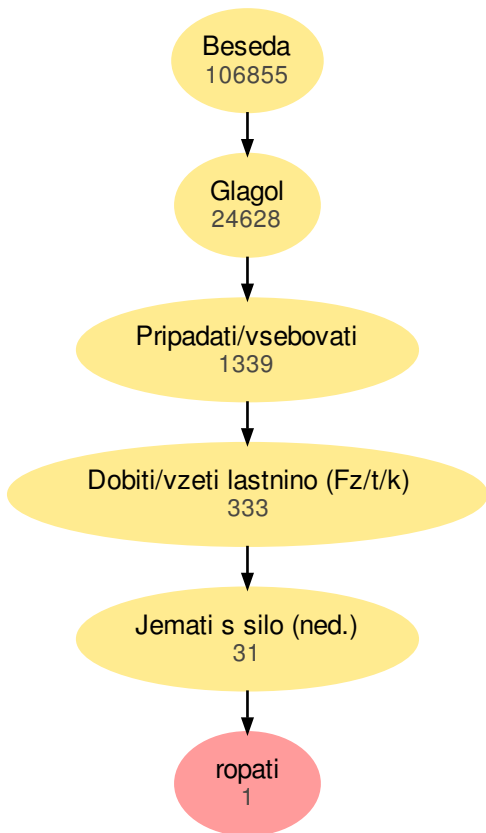 Beseda
106855
Glagol
24628
Pripadati/vsebovati
1339
Dobiti/vzeti lastnino (Fz/t/k)
333
Jemati s silo (ned.)
31
ropati
1